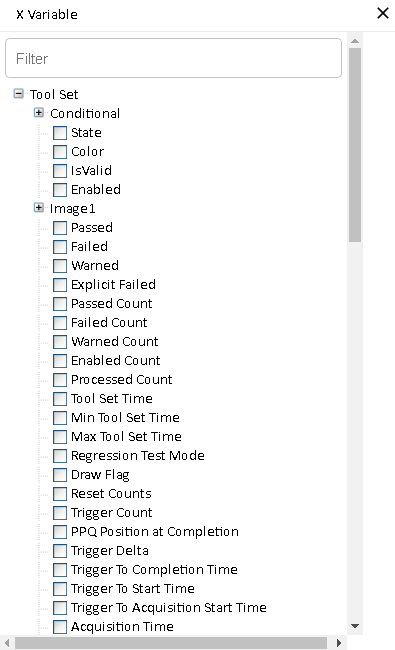 X Variable
Filter
Tool Set
Conditional
State
Color
IsValid
Enabled
Image1
Passed
Failed
Warned
Explicit Failed
Passed Count
Failed Count
Warned Count
Enabled Count
Processed Count
Tool Set Time
Min Tool Set Time
Max Tool Set Time
Regression Test Mode
Draw Flag
Reset Counts
Trigger Count
PPQ Position at Completion
Trigger Delta
Trigger To Completion Time
Trigger To Start Time
Trigger To Acquisition Start Time
Acquisition Time